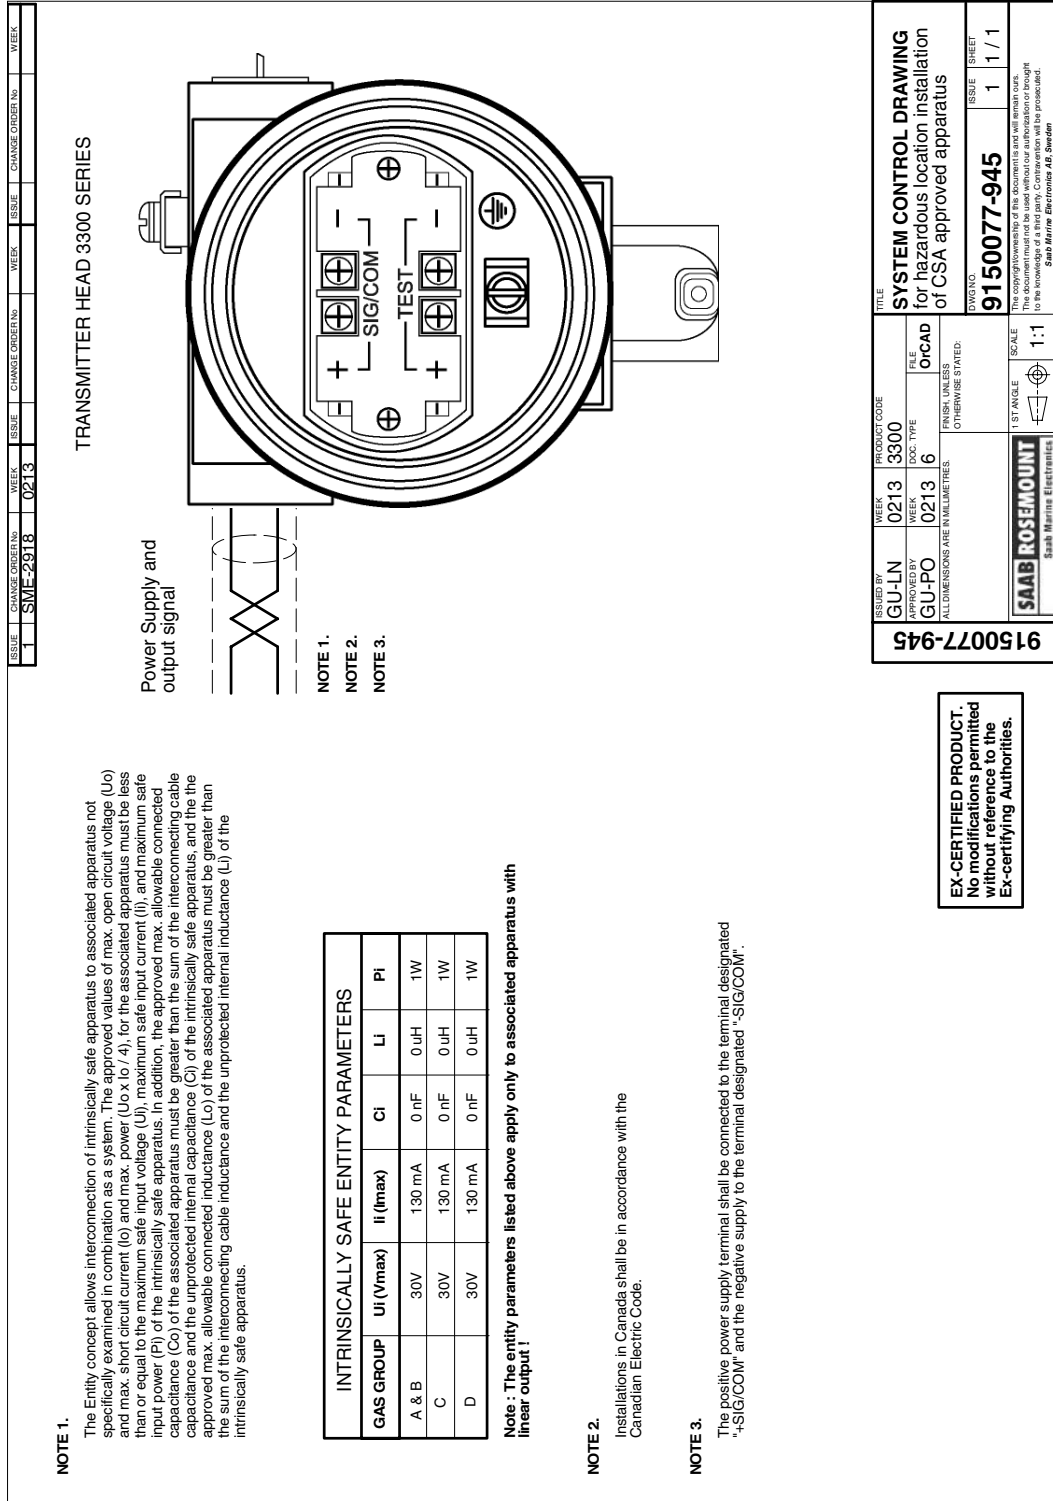 ISSUE CHANGE ORDER No WEEK ISSUE CHANGE ORDER No WEEK ISSUE CHANGE ORDER No WEEK
1 SME-2918 0213
TRANSMITTER HEAD 3300 SERIES
Power Supply and
output signal
NOTE 1.
NOTE 2.
NOTE 3.
+ SIG/COM -
+ TEST -
NOTE 1.
The Entity concept allows interconnection of intrinsically safe apparatus to associated apparatus not
specifically examined in combination as a system. The approved values of max. open circuit voltage (Uo)
and max. short circuit current (Io) and max. power (Uo x Io / 4), for the associated apparatus must be less
than or equal to the maximum safe input voltage (Ui), maximum safe input current (Ii), and maximum safe
input power (Pi) of the intrinsically safe apparatus. In addition, the approved max. allowable connected
capacitance (Co) of the associated apparatus must be greater than the sum of the interconnecting cable
capacitance and the unprotected internal capacitance (Ci) of the intrinsically safe apparatus, and the the
approved max. allowable connected inductance (Lo) of the associated apparatus must be greater than
the sum of the interconnecting cable inductance and the unprotected internal inductance (Li) of the
intrinsically safe apparatus.
INTRINSICALLY SAFE ENTITY PARAMETERS
GAS GROUP Ui (Vmax) Ii (Imax) Ci Li Pi
A & B 30V 130 mA 0 nF 0 uH 1W
C 30V 130 mA 0 nF 0 uH 1W
D 30V 130 mA 0 nF 0 uH 1W
Note : The entity parameters listed above apply only to associated apparatus with
linear output !
NOTE 2.
Installations in Canada shall be in accordance with the
Canadian Electric Code.
NOTE 3.
The positive power supply terminal shall be connected to the terminal designated
"+SIG/COM" and the negative supply to the terminal designated "-SIG/COM".
EX-CERTIFIED PRODUCT.
No modifications permitted
without reference to the
Ex-certifying Authorities.
9150077-945
ISSUED BY WEEK PRODUCT CODE
GU-LN 0213 3300
APPROVED BY WEEK DOC. TYPE FILE
GU-PO 0213 6 OrCAD
ALL DIMENSIONS ARE IN MILLIMETRES.
FINISH, UNLESS
OTHERWISE STATED:
SAAB ROSEMOUNT
Saab Marine Electronics
1 ST ANGLE SCALE
1:1
TITLE
SYSTEM CONTROL DRAWING
for hazardous location installation
of CSA approved apparatus
DWG NO. ISSUE SHEET
9150077-945 1 1 / 1
The copyright/ownership of this document is and will remain ours.
The document must not be used without our authorization or brought
to the knowledge of a third party. Contravention will be prosecuted.
Saab Marine Electronics AB, Sweden